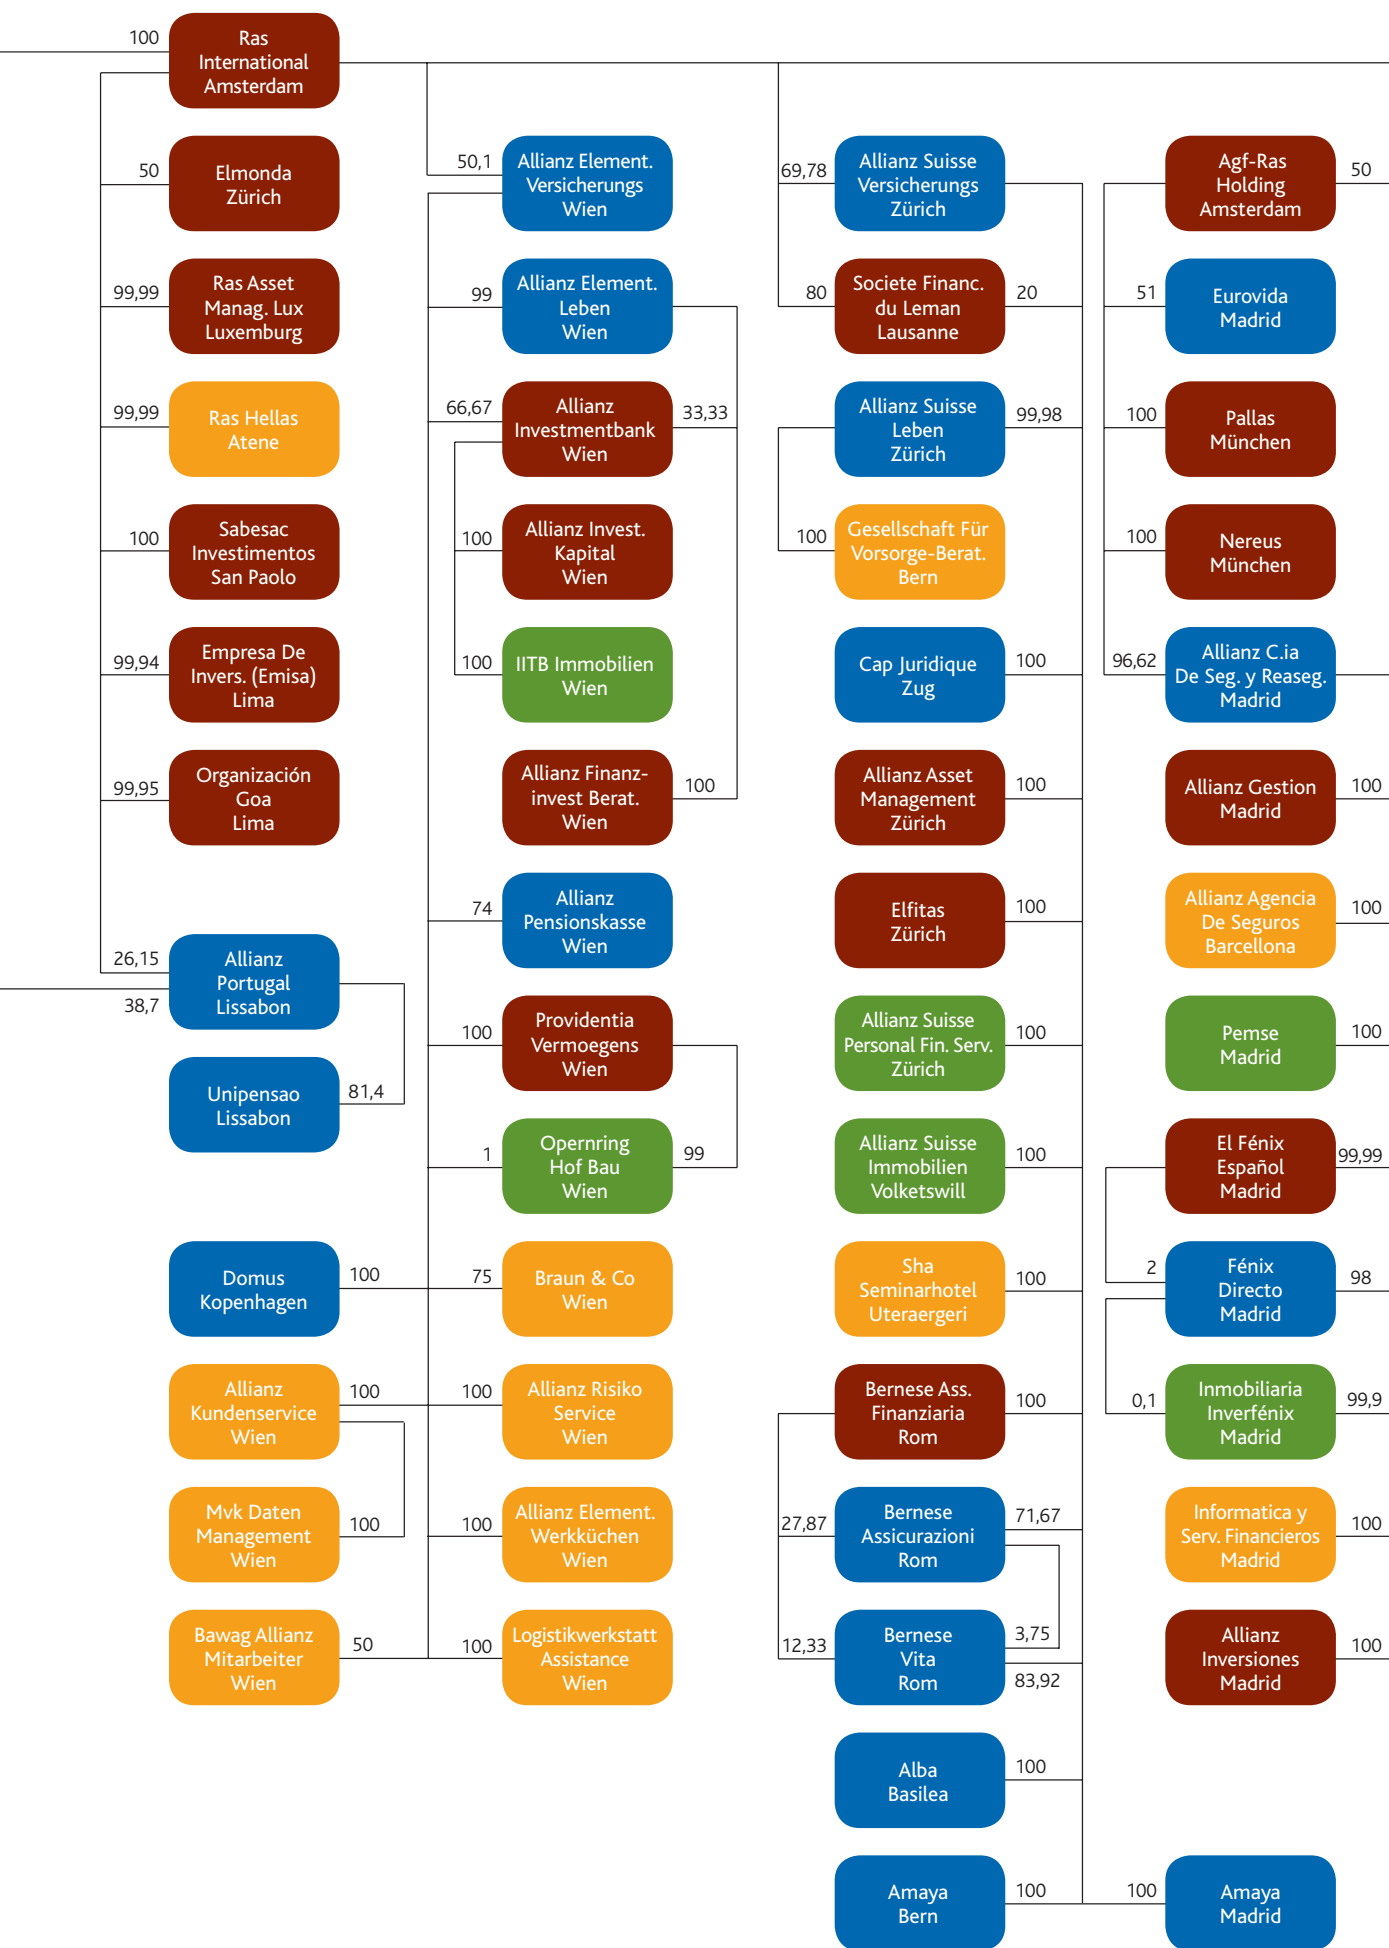 100
Ras
International
Amsterdam
50
Elmonda
Zürich
99,99
Ras Asset
Manag. Lux
Luxemburg
99,99
Ras Hellas
Atene
100
Sabesac
Investimentos
San Paolo
99,94
Empresa De
Invers. (Emisa)
Lima
99,95
Organización
Goa
Lima
26,15
38,7
Allianz
Portugal
Lissabon
Unipensao
Lissabon
81,4
Domus
Kopenhagen
100
Allianz
Kundenservice
Wien
100
Mvk Daten
Management
Wien
100
Bawag Allianz
Mitarbeiter
Wien
50
50,1
Allianz Element.
Versicherungs
Wien
99
Allianz Element.
Leben
Wien
66,67
Allianz
Investmentbank
Wien
33,33
100
Allianz Invest.
Kapital
Wien
100
IITB Immobilien
Wien
Allianz Finanz-
invest Berat.
Wien
100
74
Allianz
Pensionskasse
Wien
100
Providentia
Vermoegens
Wien
1
Opernring
Hof Bau
Wien
99
75
Braun & Co
Wien
100
Allianz Risiko
Service
Wien
100
Allianz Element.
Werkküchen
Wien
100
Logistikwerkstatt
Assistance
Wien
69,78
Allianz Suisse
Versicherungs
Zürich
80
Societe Financ.
du Leman
Lausanne
20
Allianz Suisse
Leben
Zürich
99,98
100
Gesellschaft Für
Vorsorge-Berat.
Bern
Cap Juridique
Zug
100
Allianz Asset
Management
Zürich
100
Elfitas
Zürich
100
Allianz Suisse
Personal Fin. Serv.
Zürich
100
Allianz Suisse
Immobilien
Volketswill
100
Sha
Seminarhotel
Uteraergeri
100
Bernese Ass.
Finanziaria
Rom
100
27,87
Bernese
Assicurazioni
Rom
71,67
12,33
Bernese
Vita
Rom
3,75
83,92
Alba
Basilea
100
Amaya
Bern
100
Agf-Ras
Holding
Amsterdam
50
51
Eurovida
Madrid
100
Pallas
München
100
Nereus
München
96,62
Allianz C.ia
De Seg. y Reaseg.
Madrid
Allianz Gestion
Madrid
100
Allianz Agencia
De Seguros
Barcellona
100
Pemse
Madrid
100
El Fénix
Español
Madrid
99,99
2
Fénix
Directo
Madrid
98
0,1
Inmobiliaria
Inverfénix
Madrid
99,9
Informatica y
Serv. Financieros
Madrid
100
Allianz
Inversiones
Madrid
100
100
Amaya
Madrid